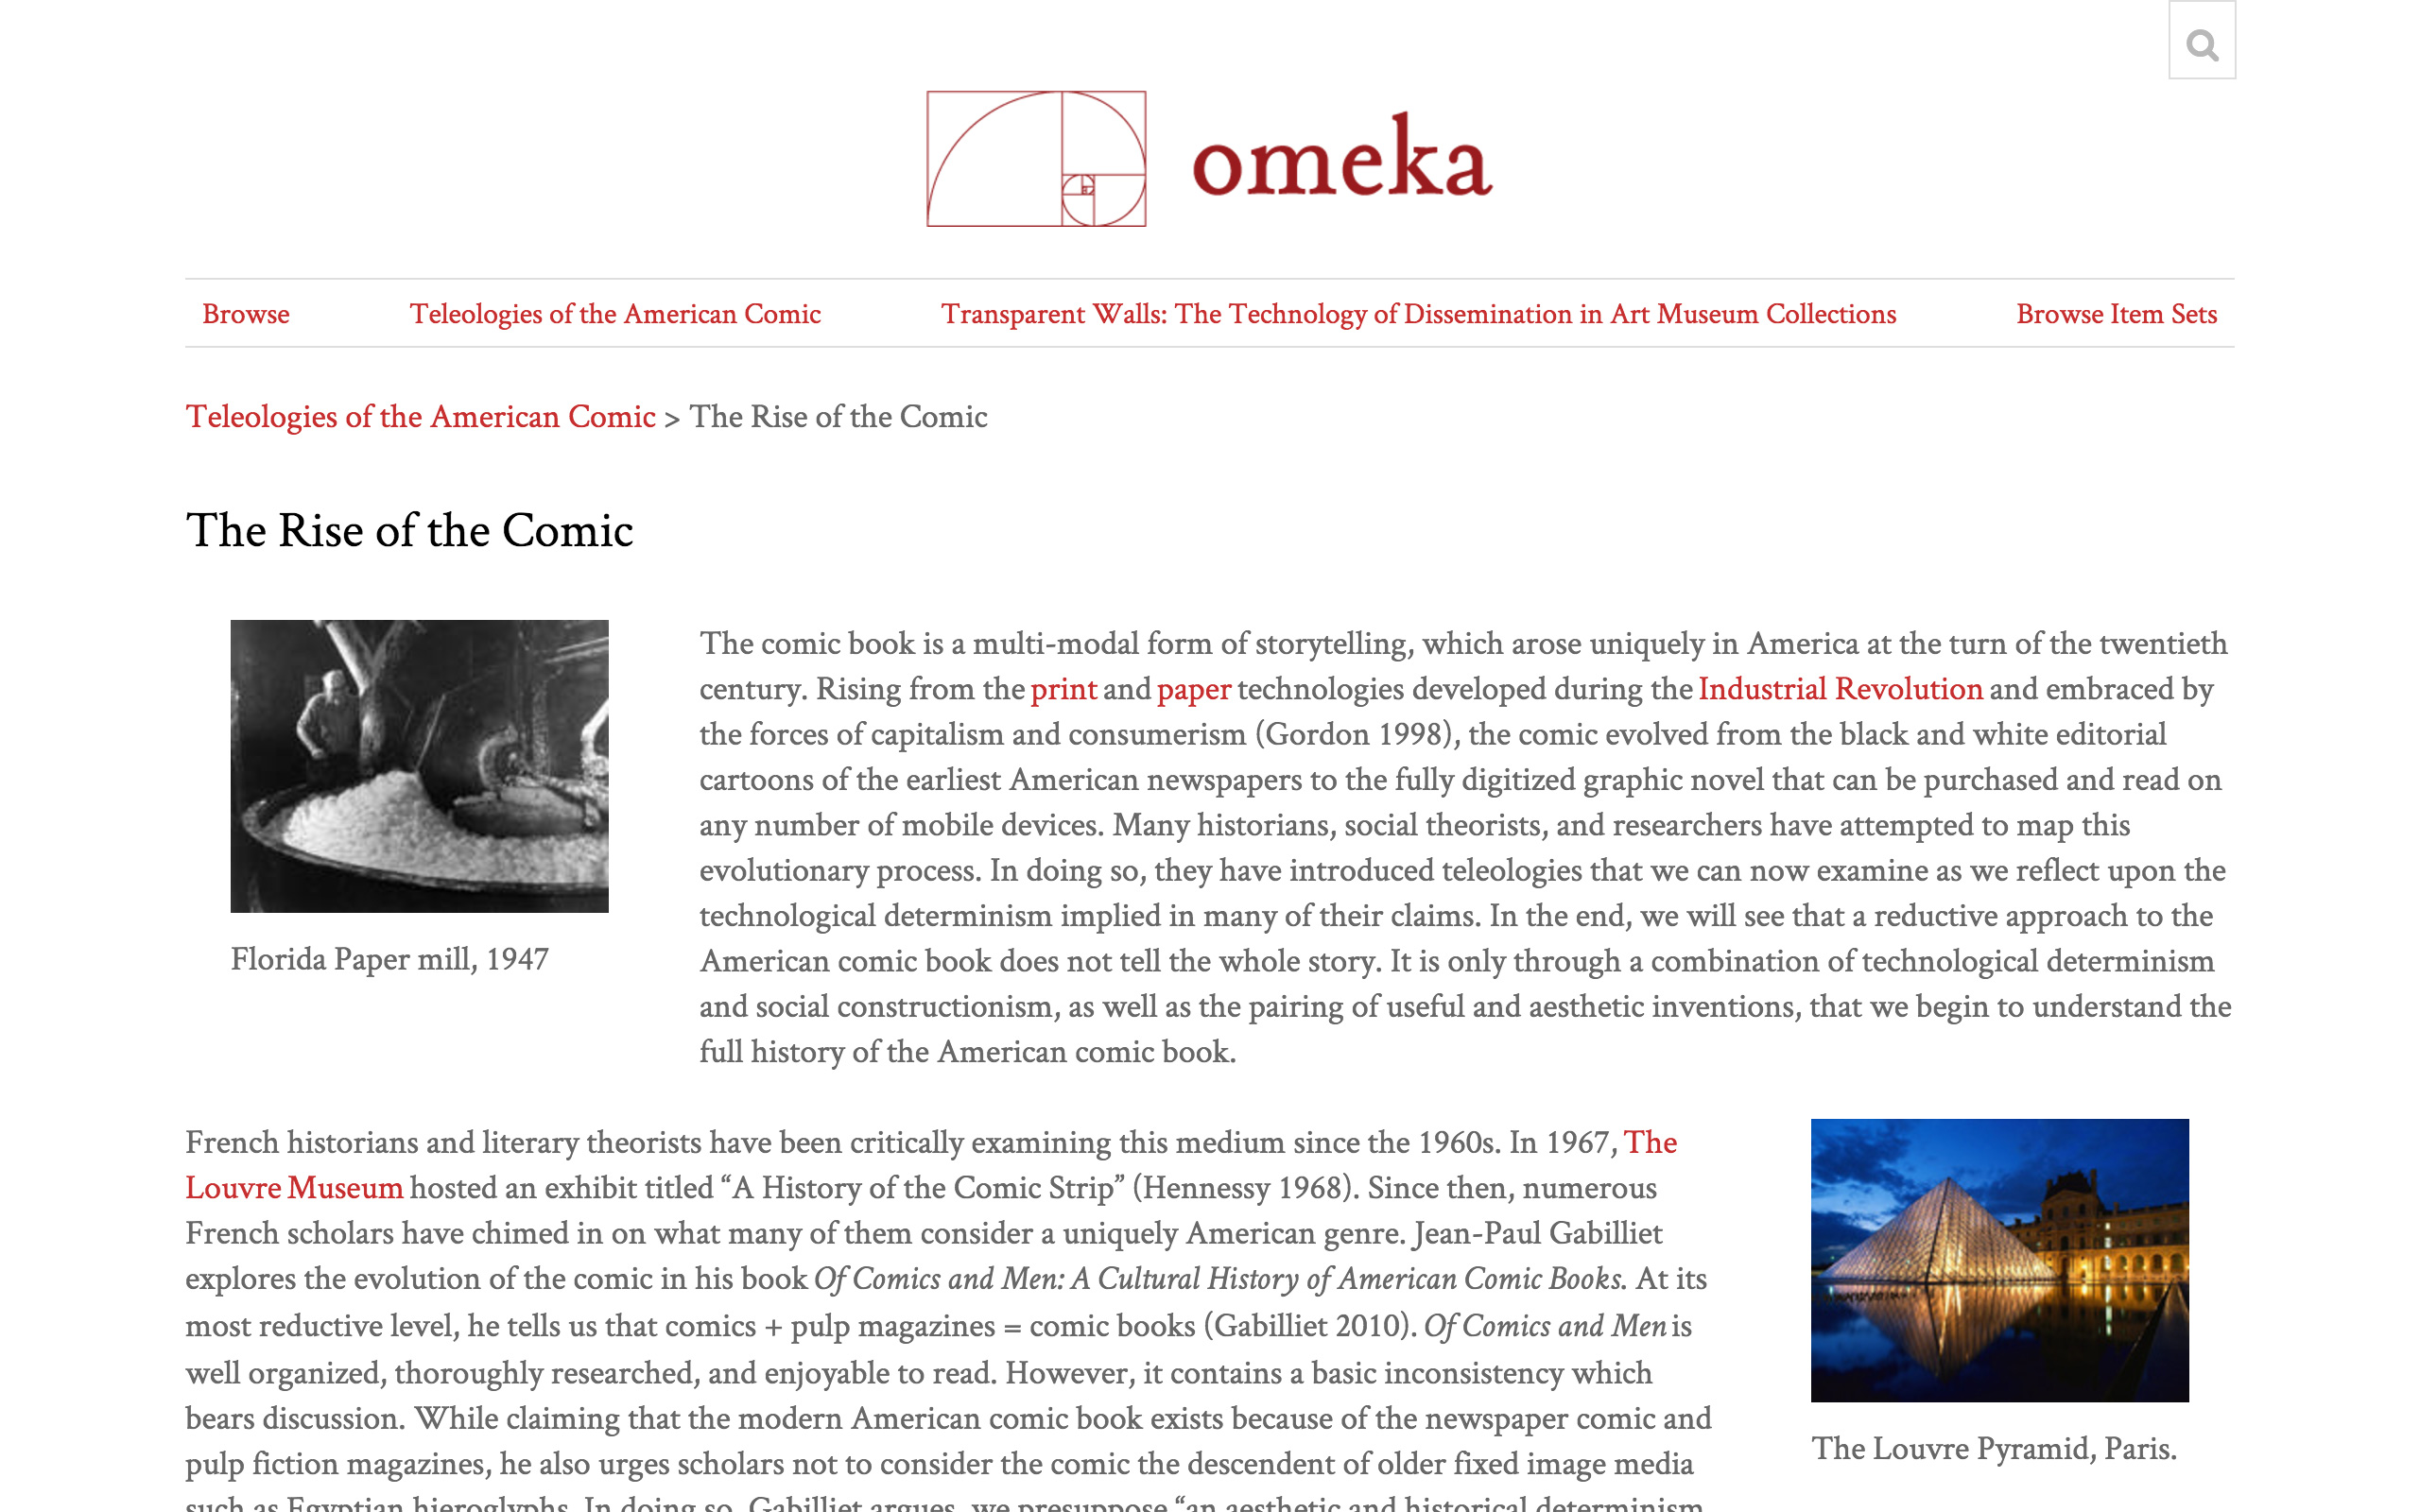 omeka
Browse
Teleologies of the American Comic
Transparent Walls: The Technology of Dissemination in Art Museum Collections
Browse Item Sets
Teleologies of the American Comic > The Rise of the Comic
The Rise of the Comic
The comic book is a multi-modal form of storytelling, which arose uniquely in America at the turn of the twentieth
century. Rising from the print and paper technologies developed during the Industrial Revolution and embraced by
the forces of capitalism and consumerism (Gordon 1998), the comic evolved from the black and white editorial
cartoons of the earliest American newspapers to the fully digitized graphic novel that can be purchased and read on
any number of mobile devices. Many historians, social theorists, and researchers have attempted to map this
evolutionary process. In doing so, they have introduced teleologies that we can now examine as we reflect upon the
technological determinism implied in many of their claims. In the end, we will see that a reductive approach to the
American comic book does not tell the whole story. It is only through a combination of technological determinism
and social constructionism, as well as the pairing of useful and aesthetic inventions, that we begin to understand the
full history of the American comic book.
Florida Paper mill, 1947
French historians and literary theorists have been critically examining this medium since the 1960s. In 1967, The
Louvre Museum hosted an exhibit titled “A History of the Comic Strip” (Hennessy 1968). Since then, numerous
French scholars have chimed in on what many of them consider a uniquely American genre. Jean-Paul Gabilliet
explores the evolution of the comic in his book Of Comics and Men: A Cultural History of American Comic Books. At its
most reductive level, he tells us that comics + pulp magazines = comic books (Gabilliet 2010). Of Comics and Men is
well organized, thoroughly researched, and enjoyable to read. However, it contains a basic inconsistency which
bears discussion. While claiming that the modern American comic book exists because of the newspaper comic and
pulp fiction magazines, he also urges scholars not to consider the comic the descendent of older fixed image media
such as Egyptian hieroglyphs. In doing so, Gabilliet argues, we presuppose “an aesthetic and historical determinism
The Louvre Pyramid, Paris.